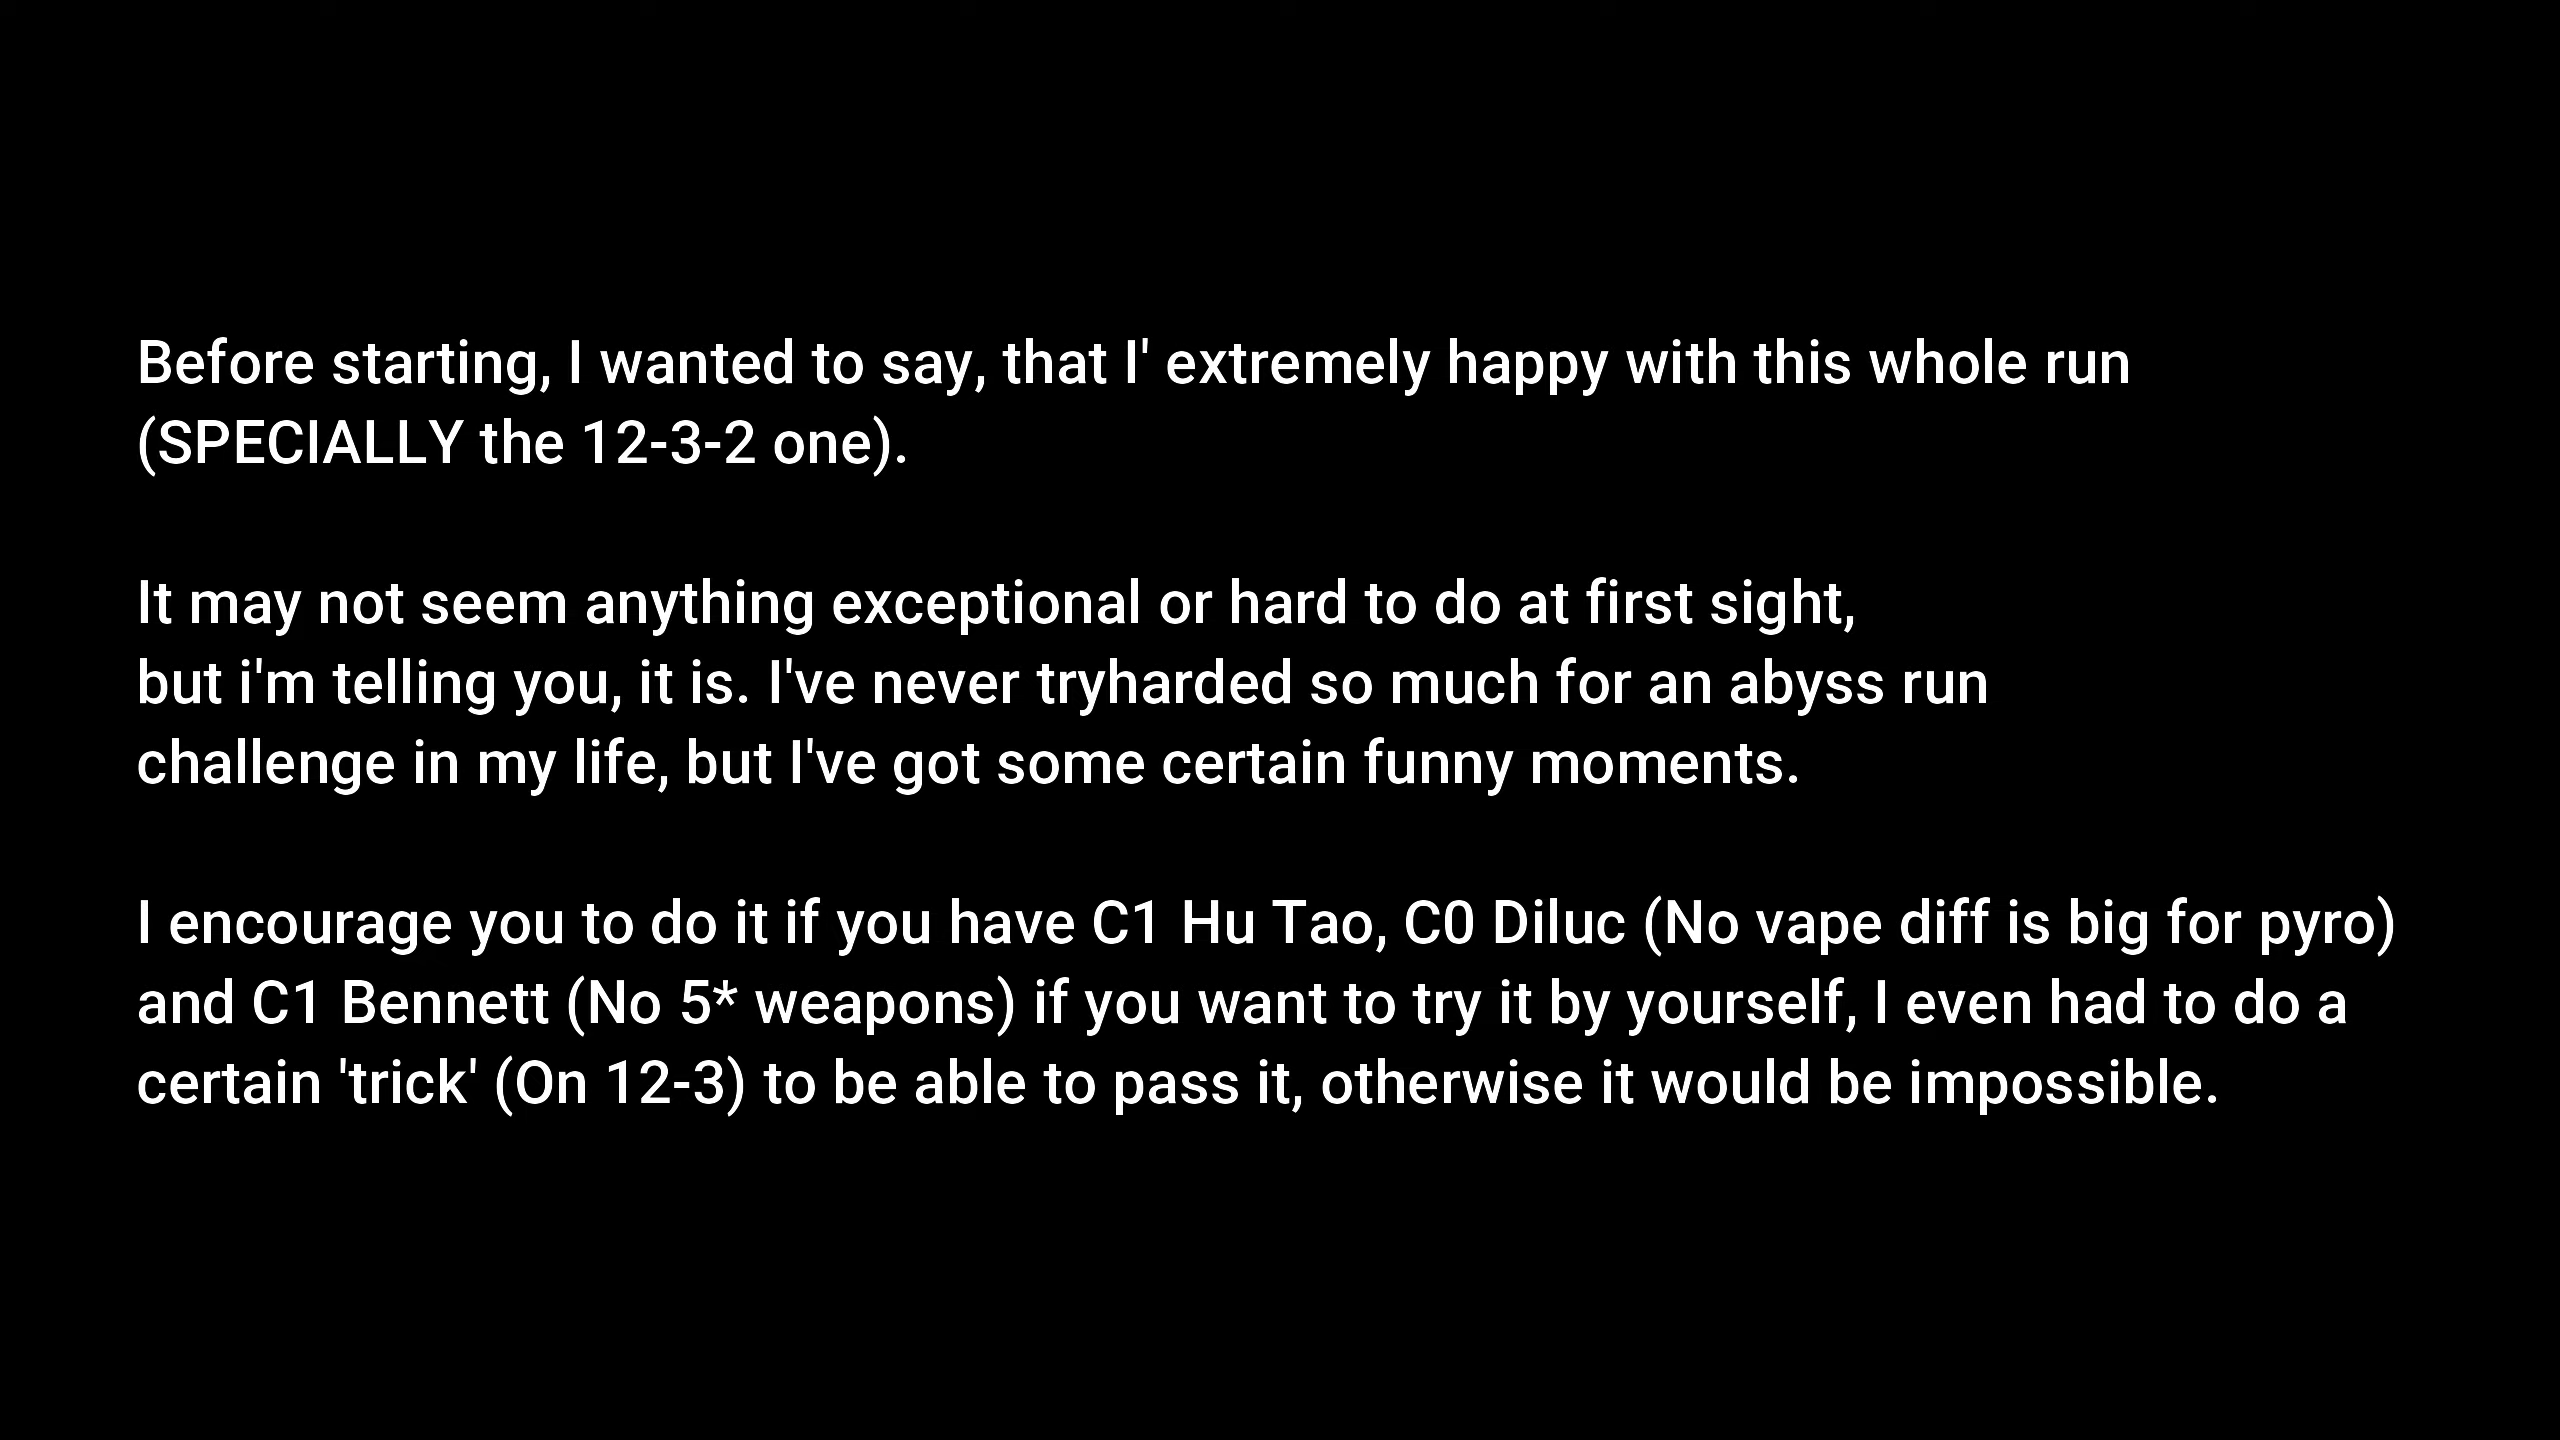 Before starting, I wanted to say, that I' extremely happy with this whole run
(SPECIALLY the 12-3-2 one).
It may not seem anything exceptional or hard to do at first sight,
but i'm telling you, it is. I've never tryharded so much for an abyss run
challenge in my life, but I've got some certain funny moments.
I encourage you to do it if you have C1 Hu Tao, C0 Diluc (No vape diff is big for pyro)
and C1 Bennett (No 5* weapons) if you want to try it by yourself, I even had to do a
certain 'trick' (On 12-3) to be able to pass it, otherwise it would be impossible.